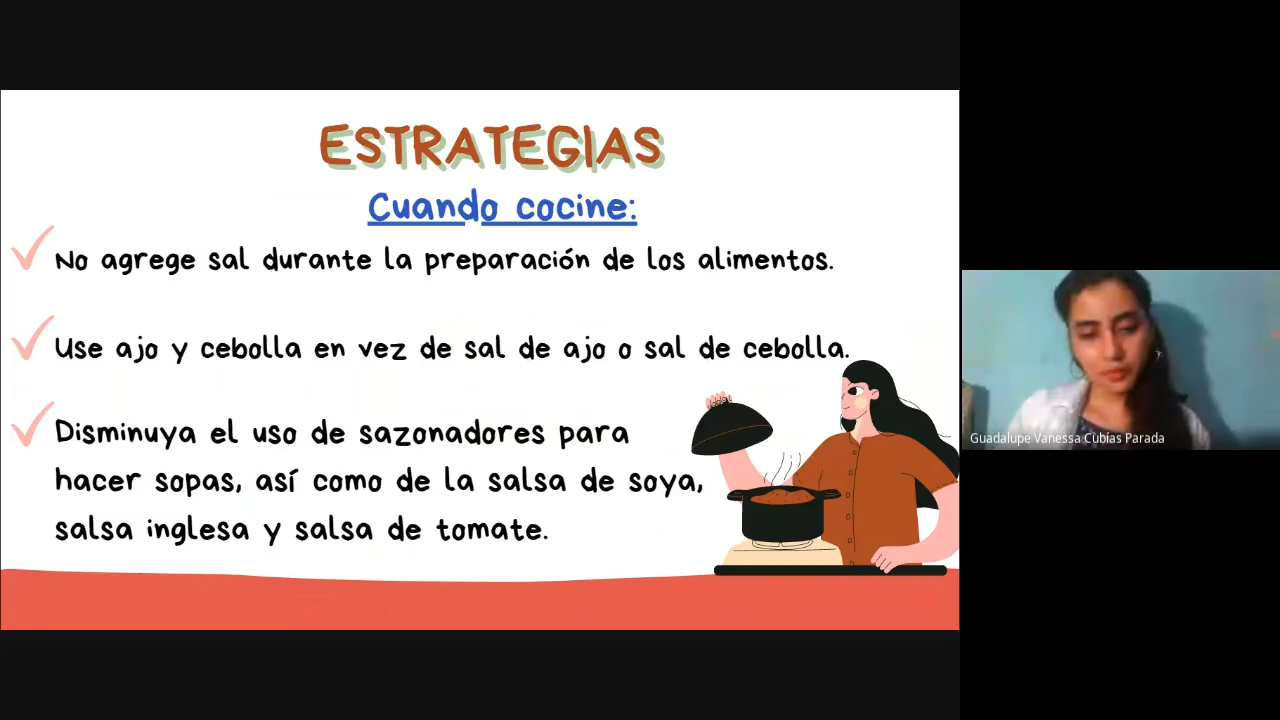 ESTRATEGIAS
Cuando cocine:
No agrege sal durante la preparación de los alimentos.
Use ajo y cebolla en vez de sal de ajo o sal de cebolla.
Disminuya el uso de sazonadores para
hacer sopas, así como de la salsa de soya,
salsa inglesa y salsa de tomate.
Guadalupe Vanessa Cubías Parada